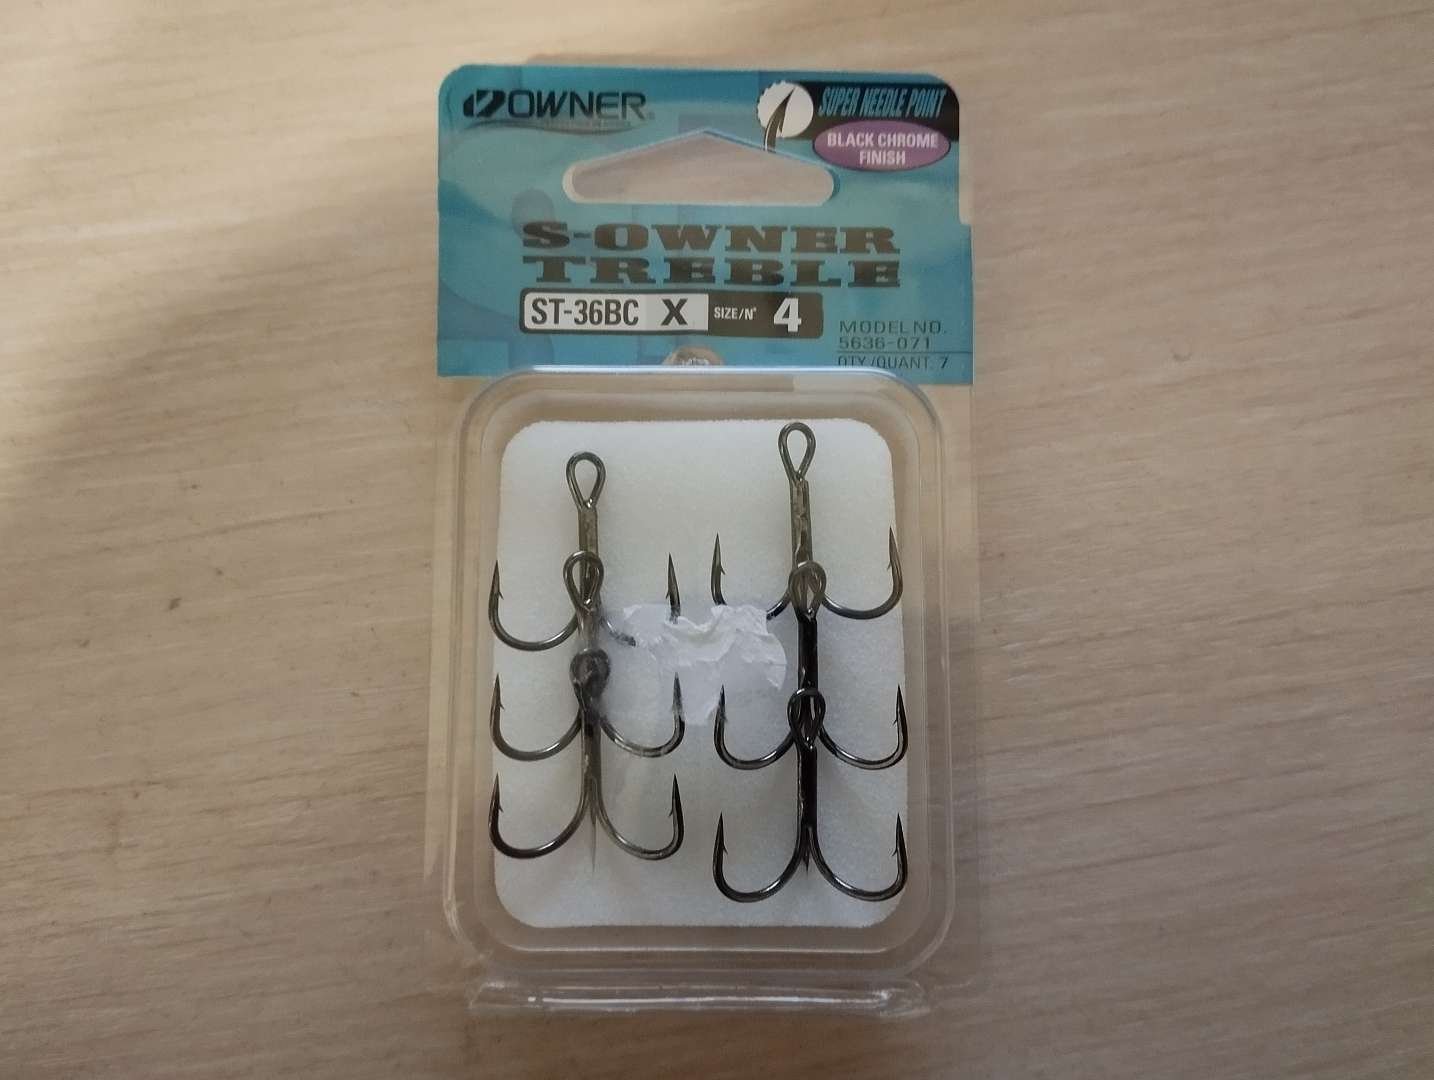 OWNER
SUPER NEEDLE POINT
BLACK CHROME
FINISH
S-OWNER
TREBLE
ST-36BC X SIZE/N° 4
MODEL NO.
5636-071
QTY./QUANT. 7